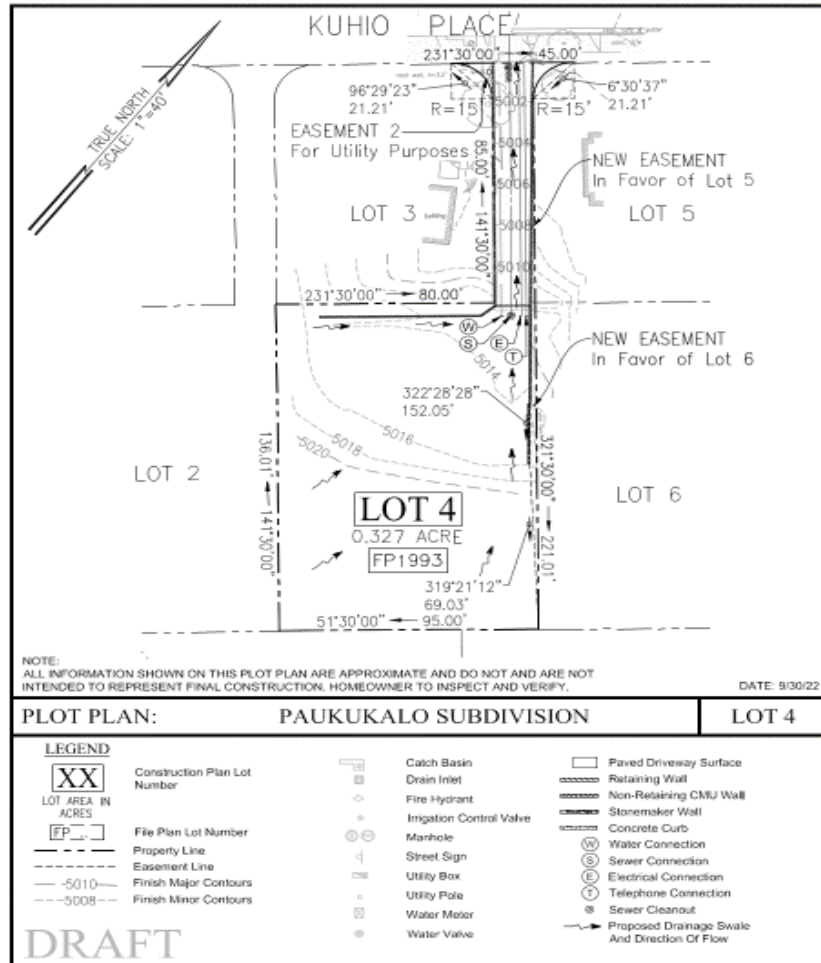 KUHIO PLACE
231°30'00" 45.00'
96°29'23"
21.21'
R=15'
R=15'
6°30'37"
21.21'
TRUE NORTH
SCALE: 1"=40'
EASEMENT 2
For Utility Purposes
5002
5004
5006
5008
5010
85.00'
141°30'00"
NEW EASEMENT
In Favor of Lot 5
LOT 3
building
LOT 5
231°30'00" 80.00'
W
S
E
T
5014
NEW EASEMENT
In Favor of Lot 6
322°28'28"
152.05'
5016
5018
5020
136.01'
141°30'00"
321°30'00"
221.01'
LOT 2
LOT 6
LOT 4
0.327 ACRE
FP1993
319°21'12"
69.03'
51°30'00" 95.00'
NOTE:
ALL INFORMATION SHOWN ON THIS PLOT PLAN ARE APPROXIMATE AND DO NOT AND ARE NOT
INTENDED TO REPRESENT FINAL CONSTRUCTION. HOMEOWNER TO INSPECT AND VERIFY.
DATE: 9/30/22
PLOT PLAN: PAUKUKALO SUBDIVISION LOT 4
LEGEND
XX
LOT AREA IN
ACRES
Construction Plan Lot
Number
FP
File Plan Lot Number
Property Line
Easement Line
5010 Finish Major Contours
5008 Finish Minor Contours
Catch Basin
Drain Inlet
Fire Hydrant
Irrigation Control Valve
Manhole
Street Sign
Utility Box
Utility Pole
Water Meter
Water Valve
Paved Driveway Surface
Retaining Wall
Non-Retaining CMU Wall
Stonemaker Wall
Concrete Curb
W Water Connection
S Sewer Connection
E Electrical Connection
T Telephone Connection
Sewer Cleanout
Proposed Drainage Swale
And Direction Of Flow
DRAFT